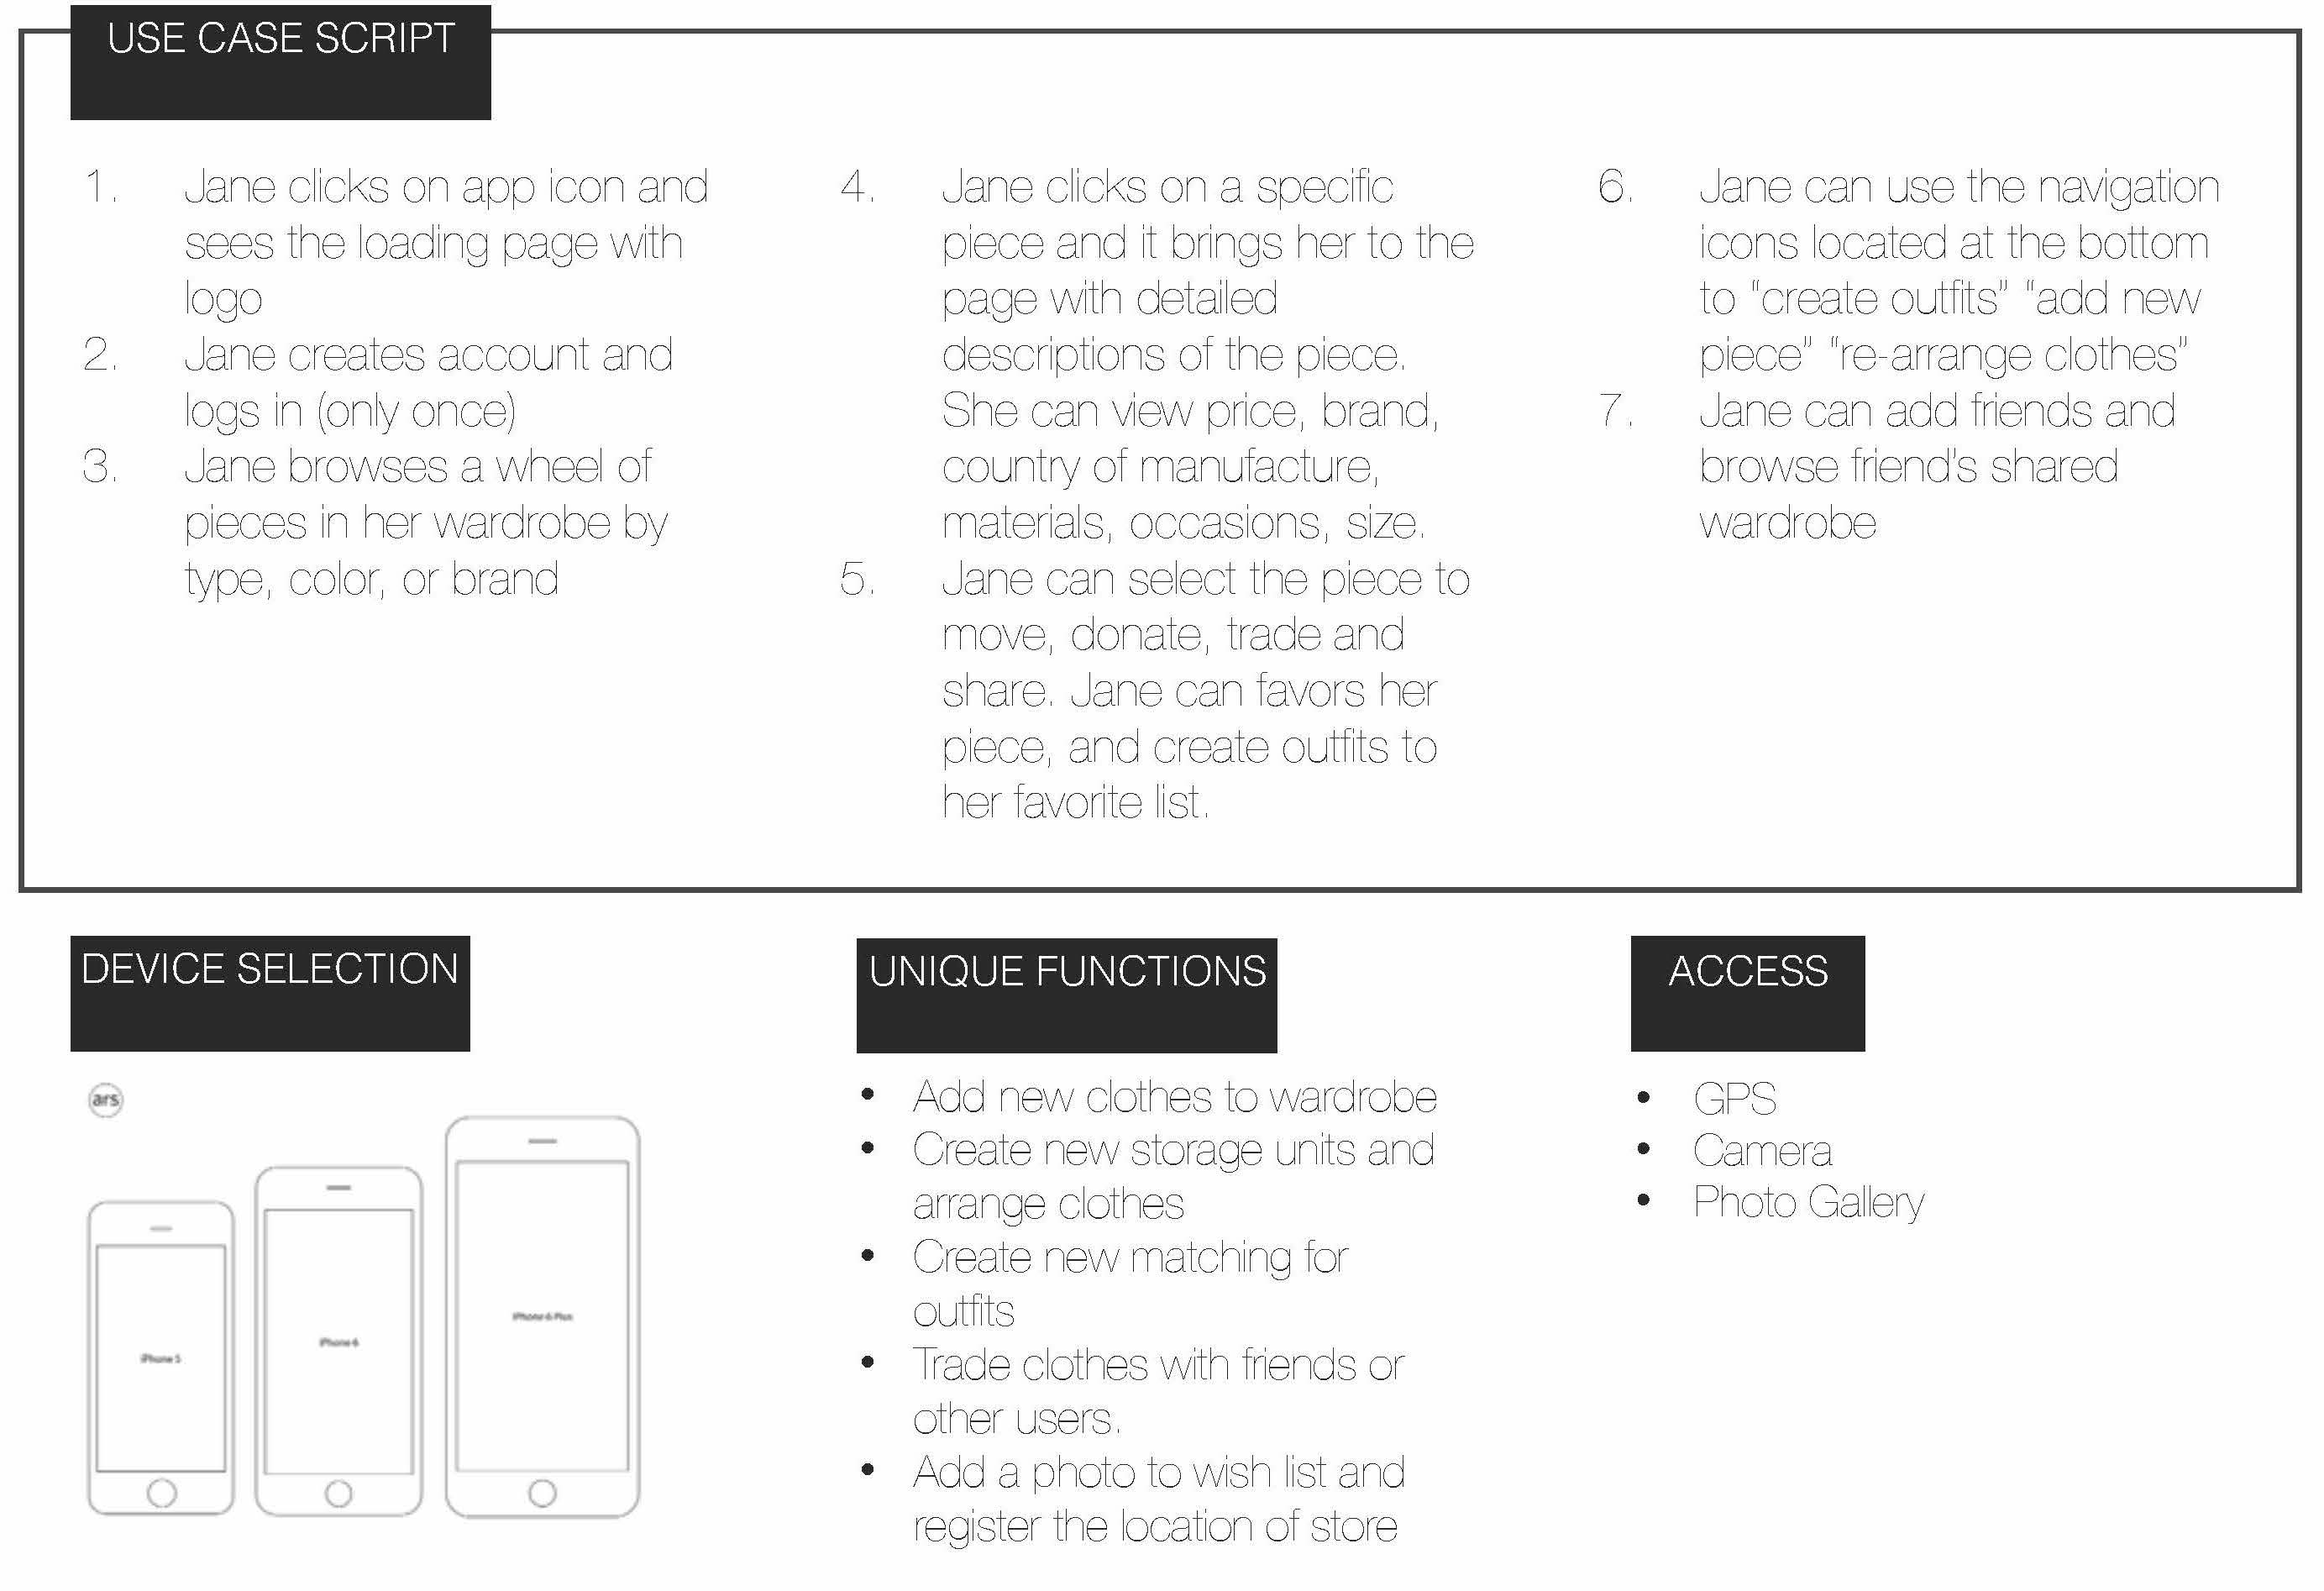 USE CASE SCRIPT
1. Jane clicks on app icon and
sees the loading page with
logo
2. Jane creates account and
logs in (only once)
3. Jane browses a wheel of
pieces in her wardrobe by
type, color, or brand
4. Jane clicks on a specific
piece and it brings her to the
page with detailed
descriptions of the piece.
She can view price, brand,
country of manufacture,
materials, occasions, size.
5. Jane can select the piece to
move, donate, trade and
share. Jane can favors her
piece, and create outfits to
her favorite list.
6. Jane can use the navigation
icons located at the bottom
to “create outfits” “add new
piece” “re-arrange clothes”
7. Jane can add friends and
browse friend’s shared
wardrobe
DEVICE SELECTION
ars
iPhone 5
iPhone 6
iPhone 6 Plus
UNIQUE FUNCTIONS
• Add new clothes to wardrobe
• Create new storage units and
arrange clothes
• Create new matching for
outfits
• Trade clothes with friends or
other users.
• Add a photo to wish list and
register the location of store
ACCESS
• GPS
• Camera
• Photo Gallery